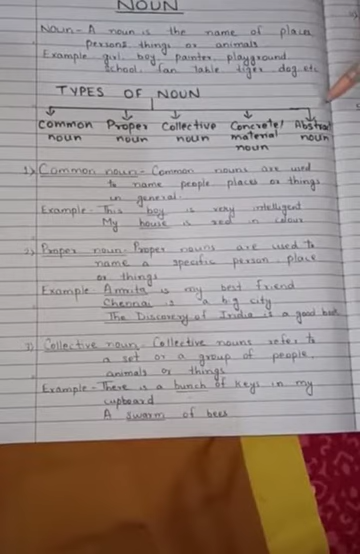 NOUN
Noun - A noun is the name of places
persons things or animals
Example girl, boy, painter, playground
school, fan table tiger dog etc
TYPES OF NOUN
Common Proper Collective Concrete/ Abstract
noun noun noun material noun
noun
1) Common noun - Common nouns are used
to name people places or things
in general.
Example - This boy is very intelligent
My house is red in colour
2) Proper noun - Proper nouns are used to
name a specific person, place
or things
Example Amrita is my best friend
Chennai is a big city
The Discovery of India is a good book
Collective noun - Collective nouns refer to
a set or a group of people,
animals or things
Example - There is a bunch of keys in my
cupboard
A swarm of bees